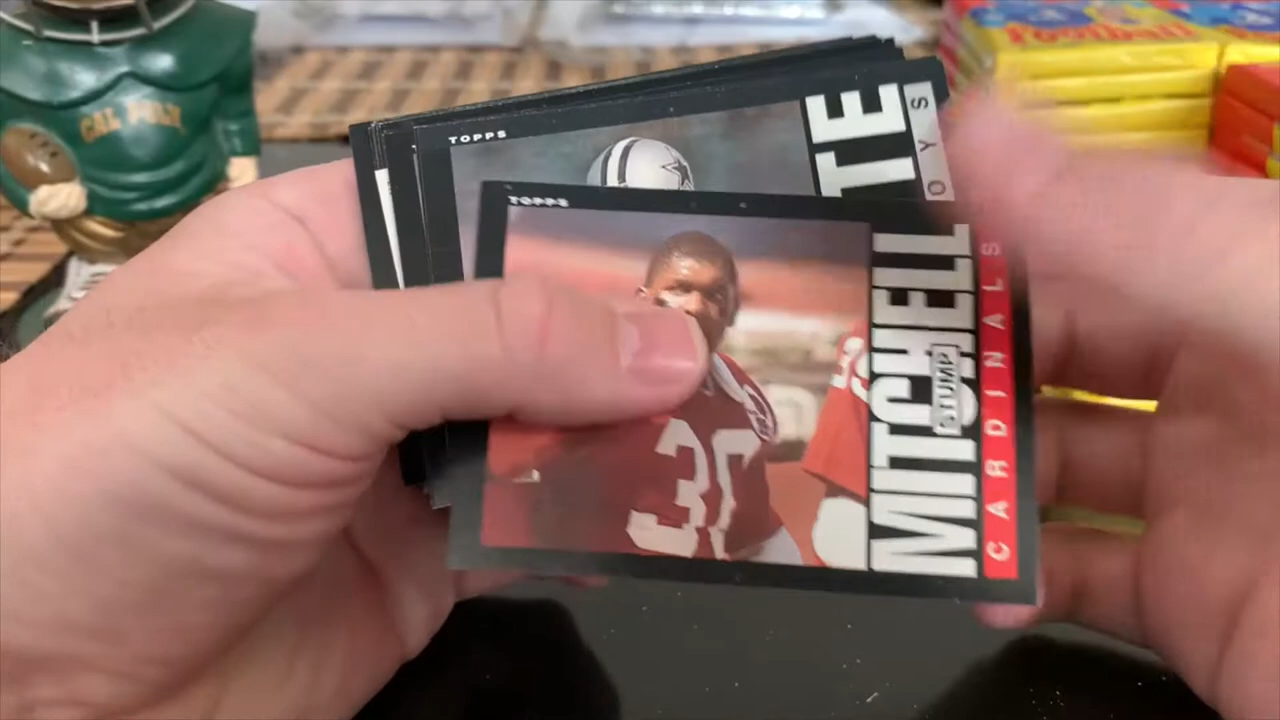 Football
CAL POLY
TOPPS
TE
OYS
TOPPS
MITCHELL
STUMP
CARDINALS
30